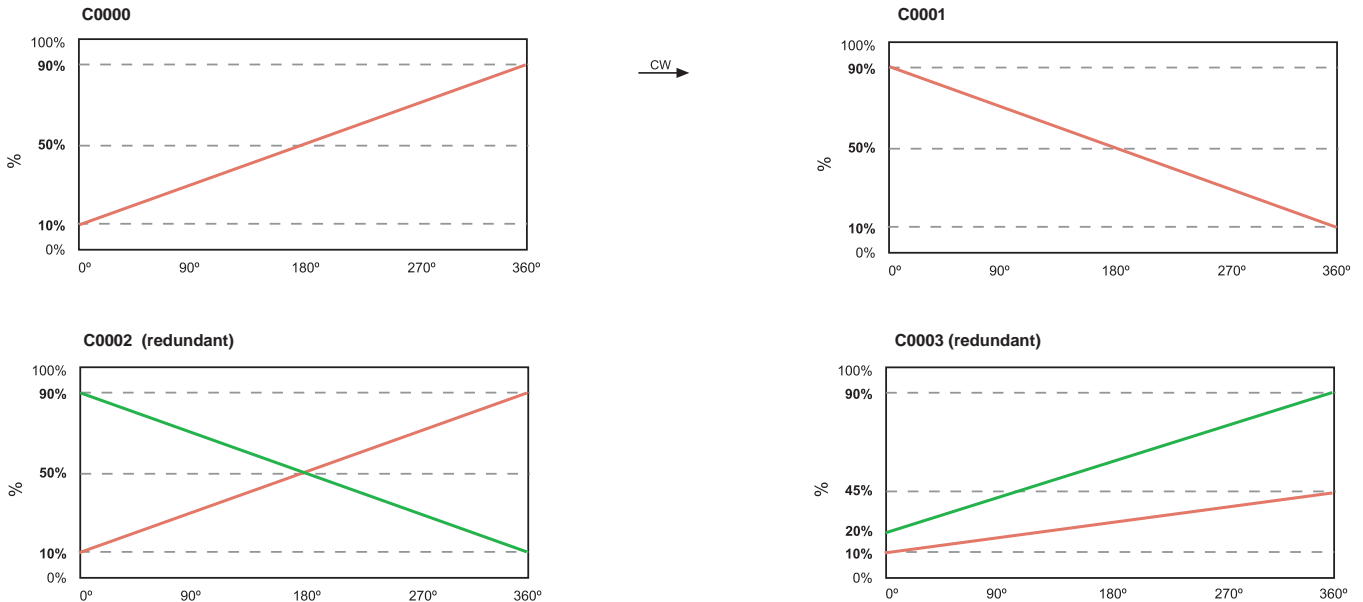 C0000
100%
90%
50%
10%
0%
%
0º
90º
180º
270º
360º
CW
C0001
100%
90%
50%
10%
0%
%
0º
90º
180º
270º
360º
C0002 (redundant)
100%
90%
50%
10%
0%
%
0º
90º
180º
270º
360º
C0003 (redundant)
100%
90%
45%
20%
10%
0%
%
0º
90º
180º
270º
360º